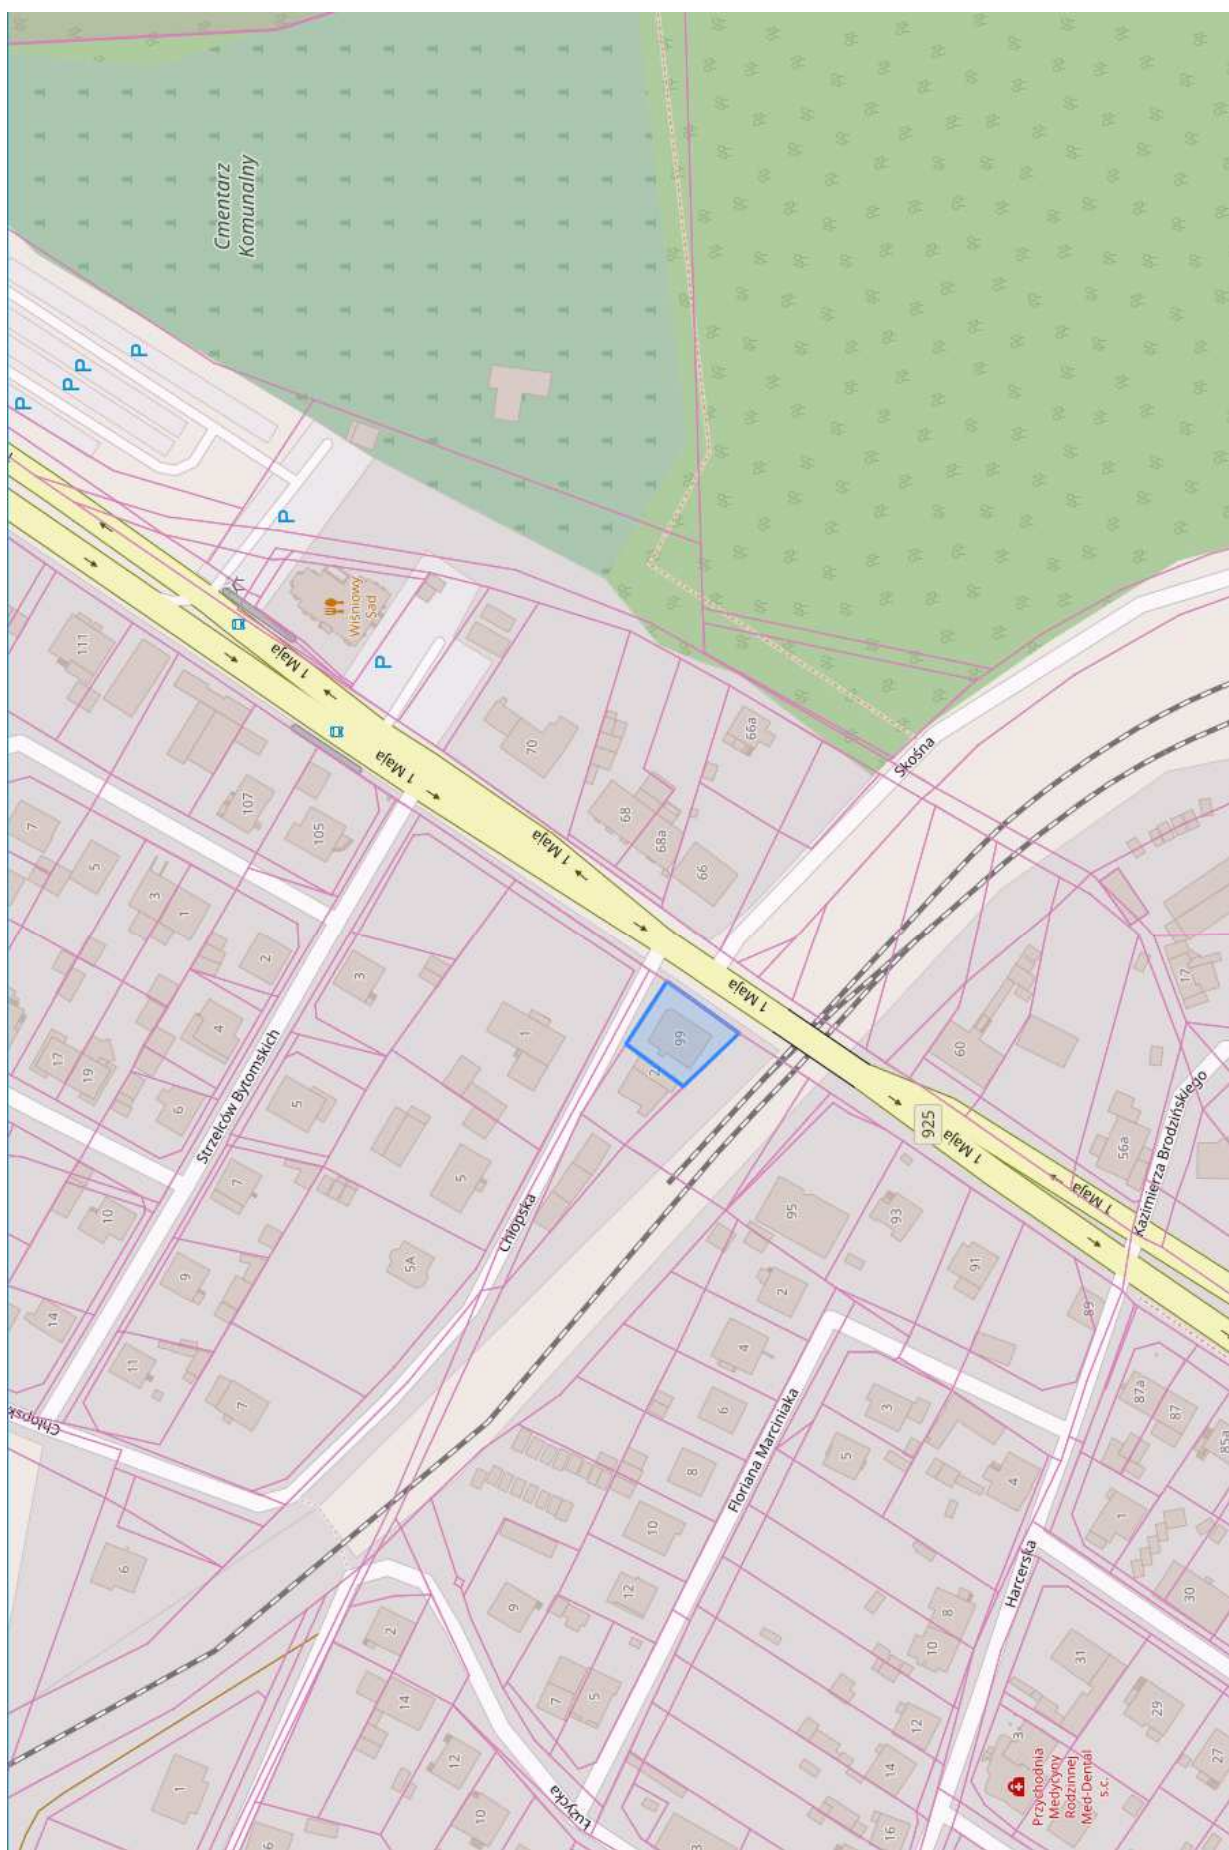 Cmentarz
Komunalny
P
P
P
P
P
Wiśniowy
Sad
P
1 Maja
1 Maja
1 Maja
1 Maja
1 Maja
1 Maja
925
Skośna
Strzelców Bytomskich
Chłopska
Kazimierza Brodzińskiego
Floriana Marciniaka
Harcerska
Łużycka
Przychodnia
Medycyny
Rodzinnej
Med-Dental
s.c.
111
107
105
7
5
3
1
2
3
4
17
19
6
5
7
10
9
14
11
7
1
5
5A
70
68
68a
66
66a
99
2
60
17
56a
95
93
91
89
2
4
6
8
10
12
9
7
5
3
5
4
87a
87
85a
1
30
8
10
31
29
27
3
12
14
16
6
2
14
12
10
1
6
3